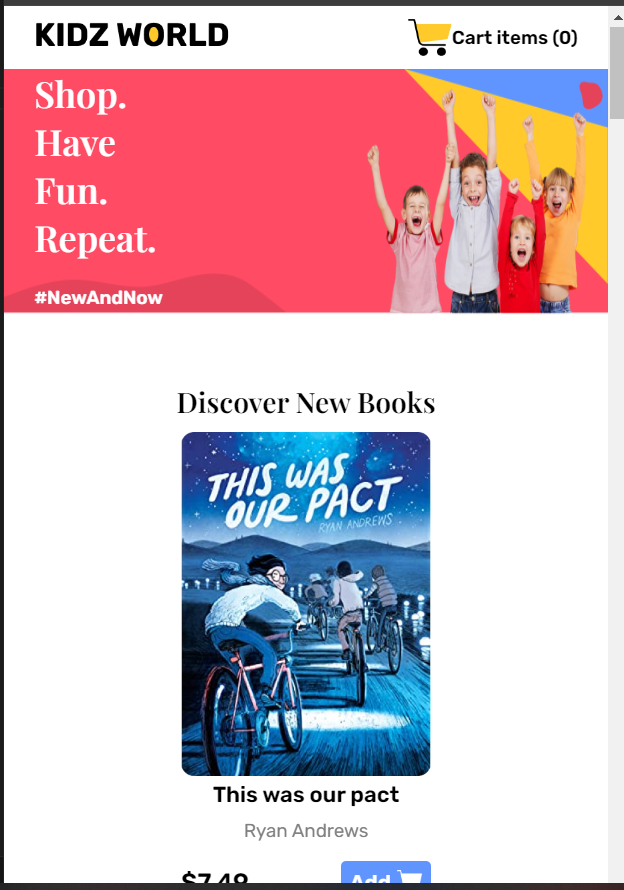 KIDZ WORLD
Cart items (0)
Shop.
Have
Fun.
Repeat.
#NewAndNow
Discover New Books
THIS WAS
OUR PACT
RYAN ANDREWS
This was our pact
Ryan Andrews
$7.49
Add